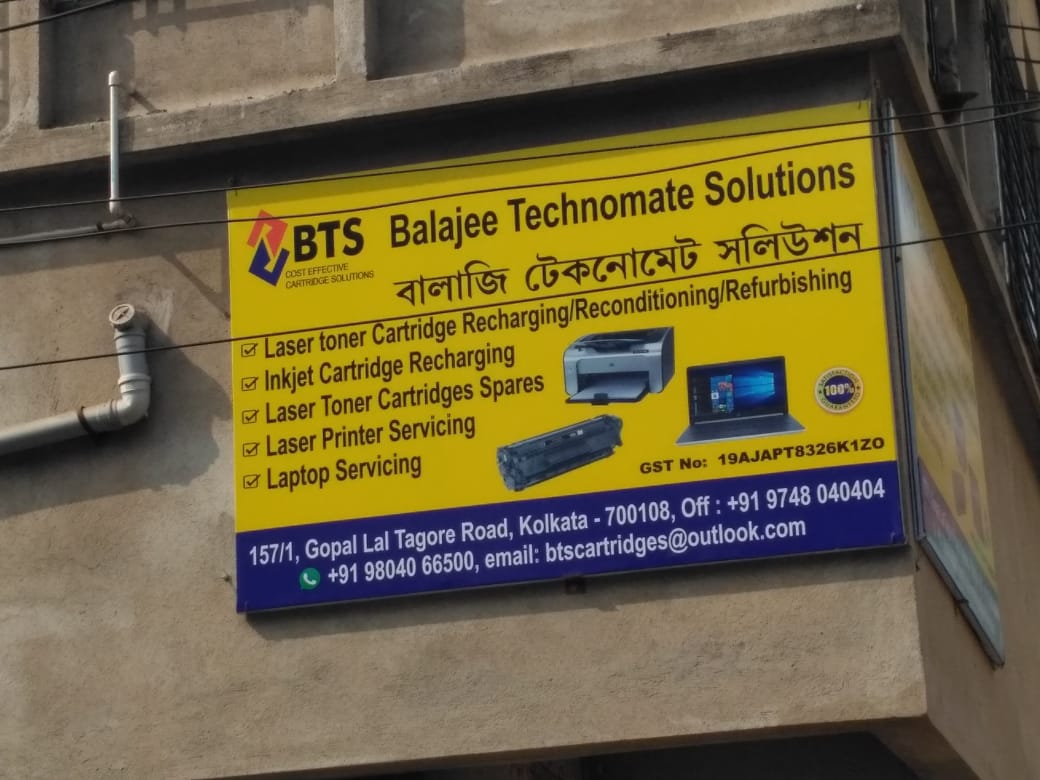 BTS
COST EFFECTIVE
CARTRIDGE SOLUTIONS
Balajee Technomate Solutions
বালাজি টেকনোমেট সলিউশন
Laser toner Cartridge Recharging/Reconditioning/Refurbishing
Inkjet Cartridge Recharging
Laser Toner Cartridges Spares
Laser Printer Servicing
Laptop Servicing
SATISFACTION
100%
GUARANTEED
GST No: 19AJAPT8326K1ZO
157/1, Gopal Lal Tagore Road, Kolkata - 700108, Off : +91 9748 040404
+91 98040 66500, email: btscartridges@outlook.com